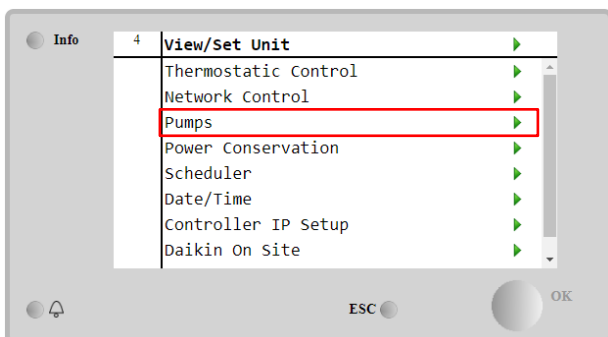 Info
4 View/Set Unit
Thermostatic Control
Network Control
Pumps
Power Conservation
Scheduler
Date/Time
Controller IP Setup
Daikin On Site
ESC
OK